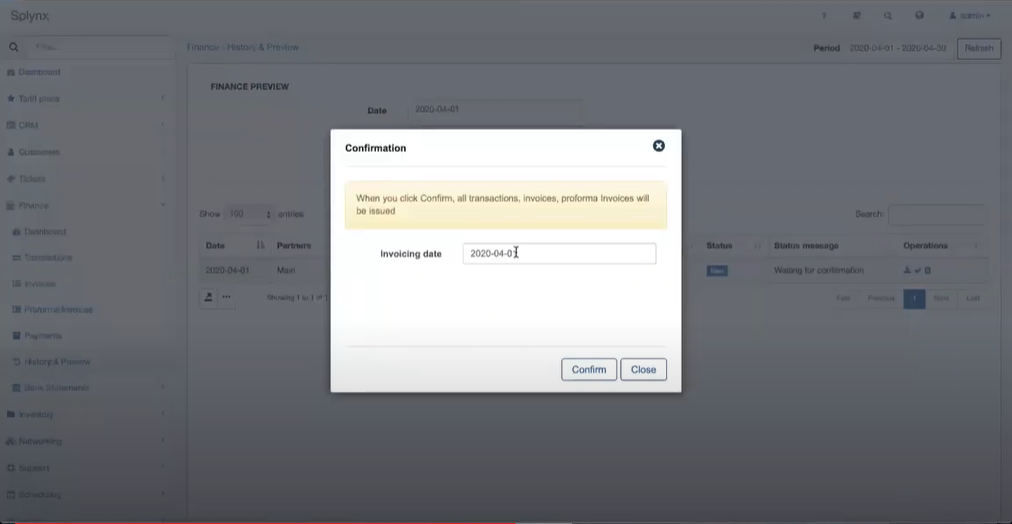 Splynx
admin
Filter...
Finance › History & Preview
Period 2020-04-01 - 2020-04-30 Refresh
Dashboard
Tariff plans
CRM
Customers
Tickets
Finance
Dashboard
Transactions
Invoices
Proforma Invoices
Payments
History & Preview
Bank Statements
Inventory
Networking
Support
Scheduling
FINANCE PREVIEW
Date 2020-04-01
Show 100 entries
Search:
Date Partners Status Status message Operations
2020-04-01 Main New Waiting for confirmation
Showing 1 to 1 of 1
First Previous 1 Next Last
Confirmation
When you click Confirm, all transactions, invoices, proforma Invoices will
be issued
Invoicing date 2020-04-01
Confirm Close